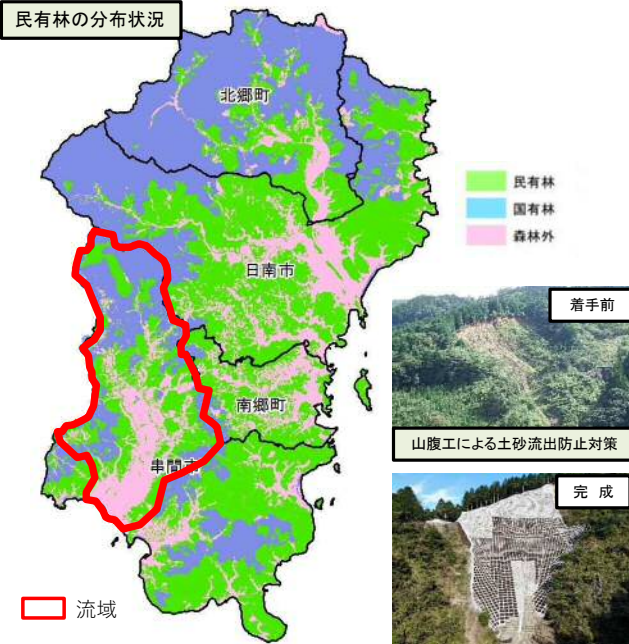 民有林の分布状況
北郷町
民有林
国有林
森林外
日南市
着手前
南郷町
山腹工による土砂流出防止対策
串間市
完 成
流域